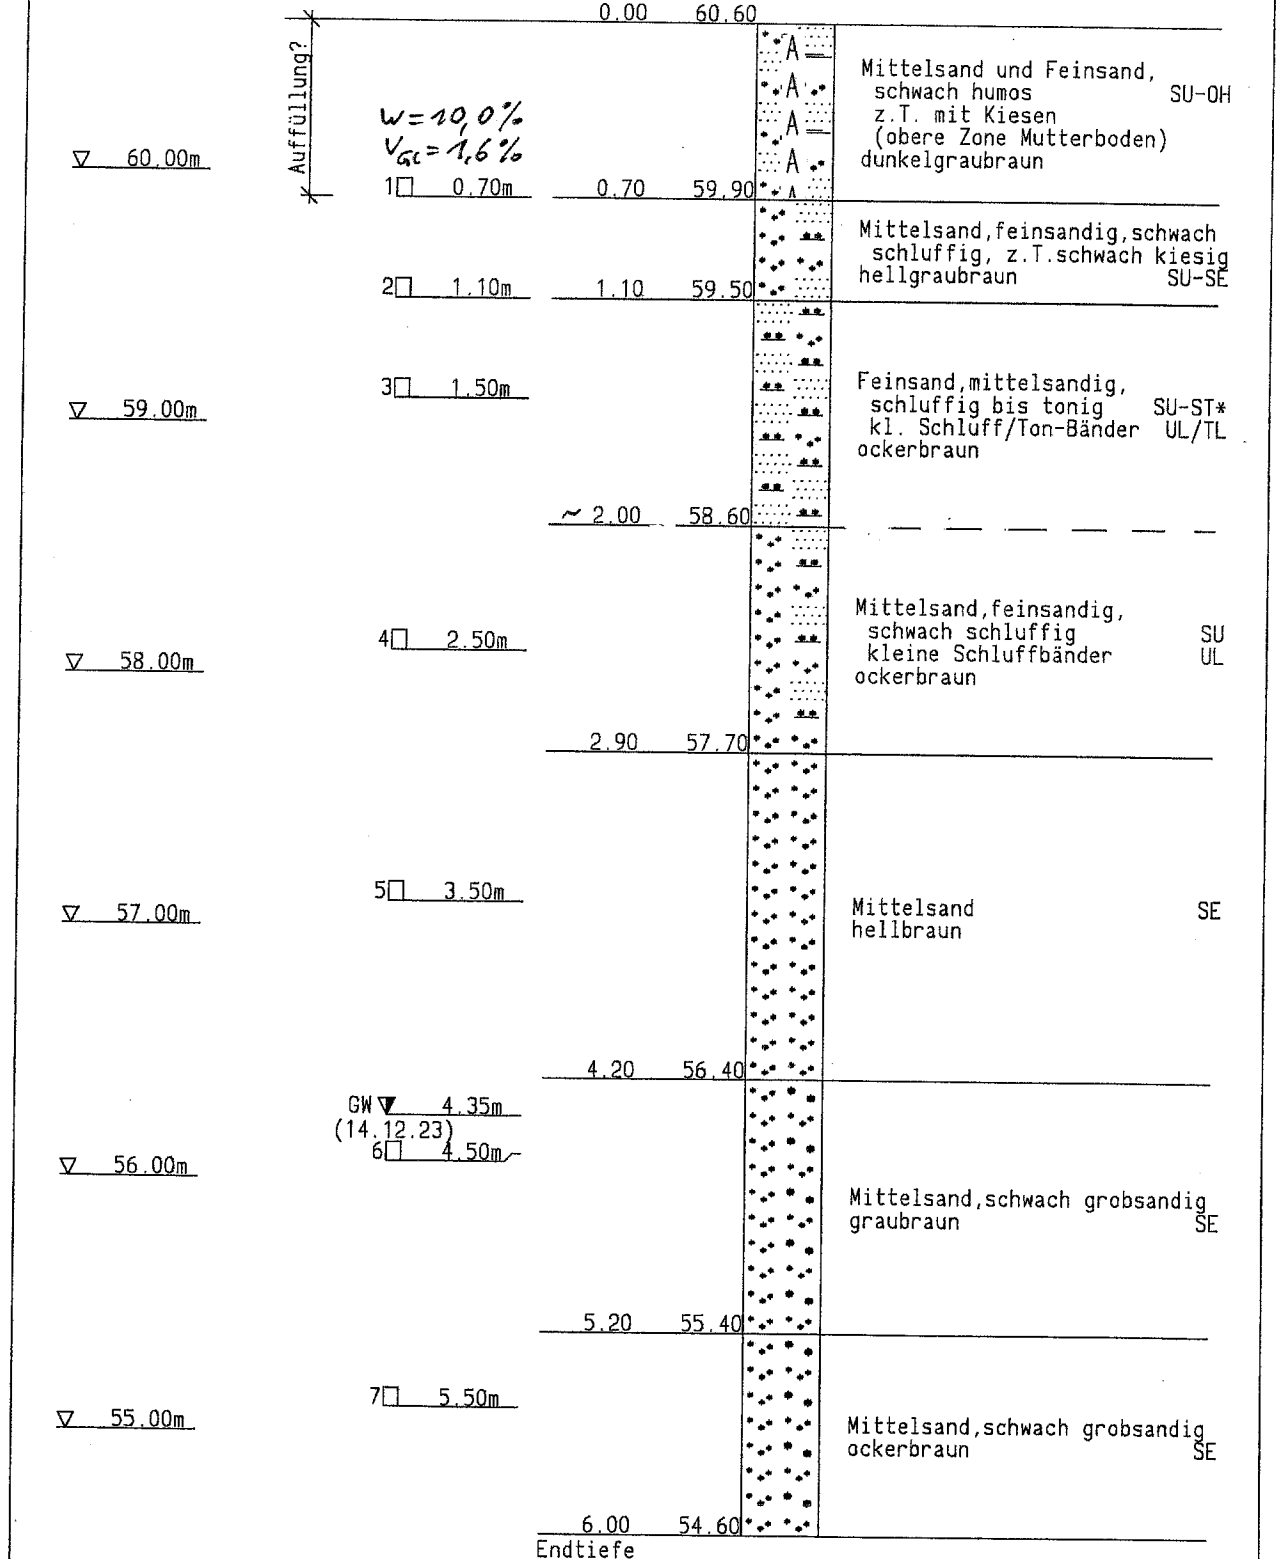 0.00 60.60
Auffüllung?
Mittelsand und Feinsand,
schwach humos SU-OH
z.T. mit Kiesen
(obere Zone Mutterboden)
dunkelgraubraun
w=10,0%
VGl=1,6%
60.00m
A
A
A
A
A
1 0.70m 0.70 59.90
Mittelsand,feinsandig,schwach
schluffig, z.T.schwach kiesig
hellgraubraun SU-SE
2 1.10m 1.10 59.50
3 1.50m
59.00m
Feinsand,mittelsandig,
schluffig bis tonig SU-ST*
kl. Schluff/Ton-Bänder UL/TL
ockerbraun
~ 2.00 58.60
Mittelsand,feinsandig,
schwach schluffig SU
kleine Schluffbänder UL
ockerbraun
4 2.50m
58.00m
2.90 57.70
5 3.50m
57.00m
Mittelsand SE
hellbraun
4.20 56.40
GW 4.35m
(14.12.23)
6 4.50m
56.00m
Mittelsand,schwach grobsandig
graubraun SE
5.20 55.40
7 5.50m
55.00m
Mittelsand,schwach grobsandig
ockerbraun SE
6.00 54.60
Endtiefe